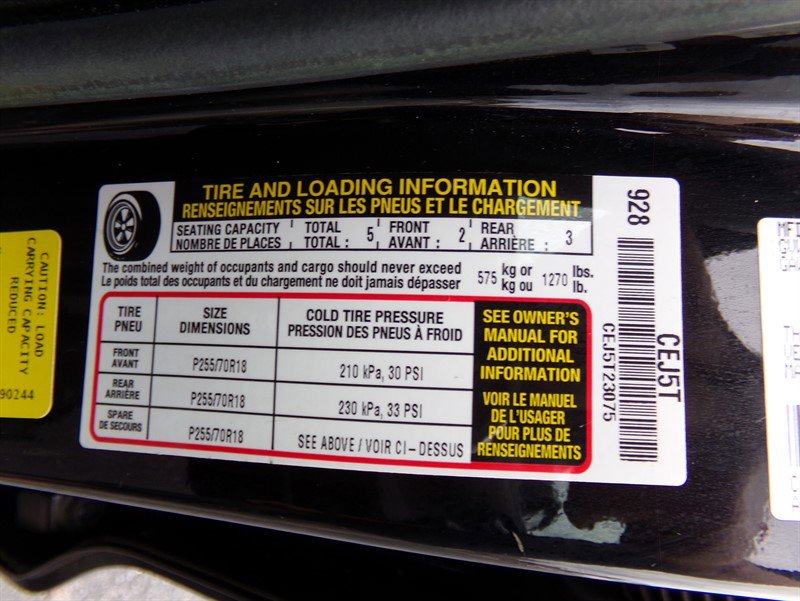 TIRE AND LOADING INFORMATION
RENSEIGNEMENTS SUR LES PNEUS ET LE CHARGEMENT
SEATING CAPACITY TOTAL FRONT REAR
NOMBRE DE PLACES TOTAL : 5 AVANT : 2 ARRIÈRE : 3
The combined weight of occupants and cargo should never exceed 575 kg or 1270 lbs.
Le poids total des occupants et du chargement ne doit jamais dépasser kg ou lb.
TIRE SIZE COLD TIRE PRESSURE
PNEU DIMENSIONS PRESSION DES PNEUS À FROID
FRONT
AVANT P255/70R18 210 kPa, 30 PSI
REAR
ARRIÈRE P255/70R18 230 kPa, 33 PSI
SPARE
DE SECOURS P255/70R18 SEE ABOVE / VOIR CI-DESSUS
SEE OWNER'S
MANUAL FOR
ADDITIONAL
INFORMATION
VOIR LE MANUEL
DE L'USAGER
POUR PLUS DE
RENSEIGNEMENTS
928
CEJ5T23075
CEJ5T
CAUTION: LOAD
CARRYING CAPACITY
REDUCED
90244